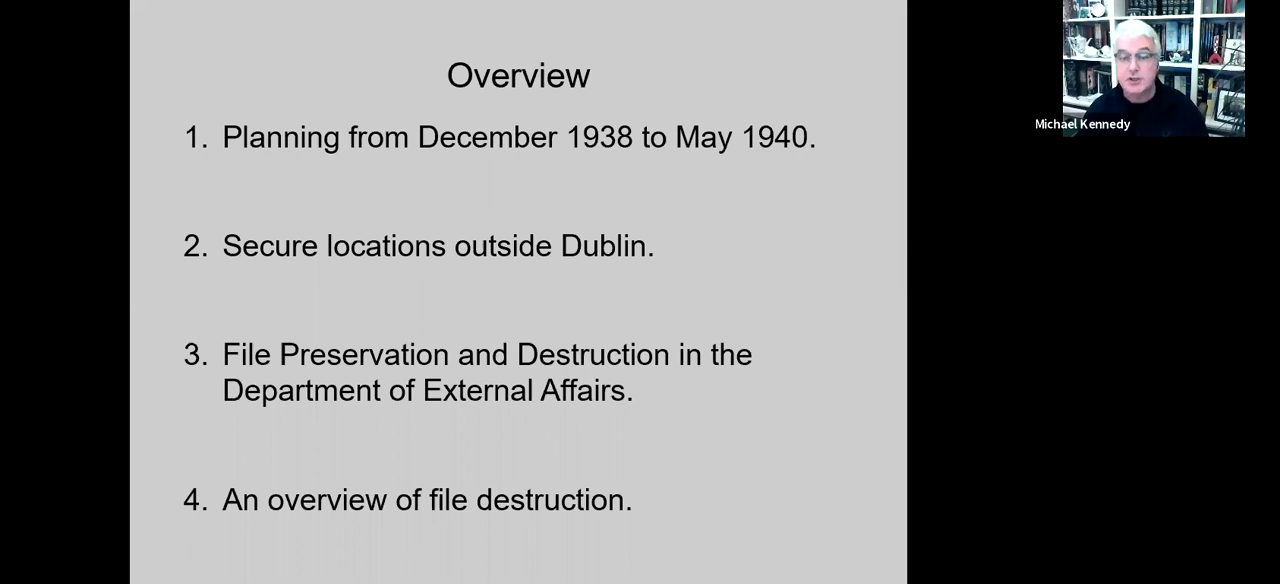 Overview
1. Planning from December 1938 to May 1940.
2. Secure locations outside Dublin.
3. File Preservation and Destruction in the
Department of External Affairs.
4. An overview of file destruction.
Michael Kennedy